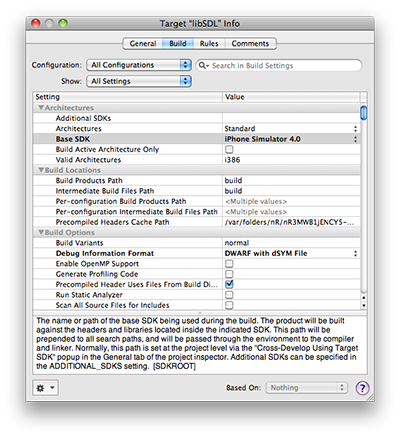 Target "libSDL" Info
General Build Rules Comments
Configuration: All Configurations Search in Build Settings
Show: All Settings
Setting Value
Architectures
Additional SDKs
Architectures Standard
Base SDK iPhone Simulator 4.0
Build Active Architecture Only
Valid Architectures i386
Build Locations
Build Products Path build
Intermediate Build Files Path build
Per-configuration Build Products Path <Multiple values>
Per-configuration Intermediate Build Files Path <Multiple values>
Precompiled Headers Cache Path /var/folders/nR/nR3MWB1jENCY5-...
Build Options
Build Variants normal
Debug Information Format DWARF with dSYM File
Enable OpenMP Support
Generate Profiling Code
Precompiled Header Uses Files From Build Di...
Run Static Analyzer
Scan All Source Files for Includes
The name or path of the base SDK being used during the build. The product will be built
against the headers and libraries located inside the indicated SDK. This path will be
prepended to all search paths, and will be passed through the environment to the compiler
and linker. Normally, this path is set at the project level via the "Cross-Develop Using Target
SDK" popup in the General tab of the project inspector. Additional SDKs can be specified in
the ADDITIONAL_SDKS setting. [SDKROOT]
Based On: Nothing ?